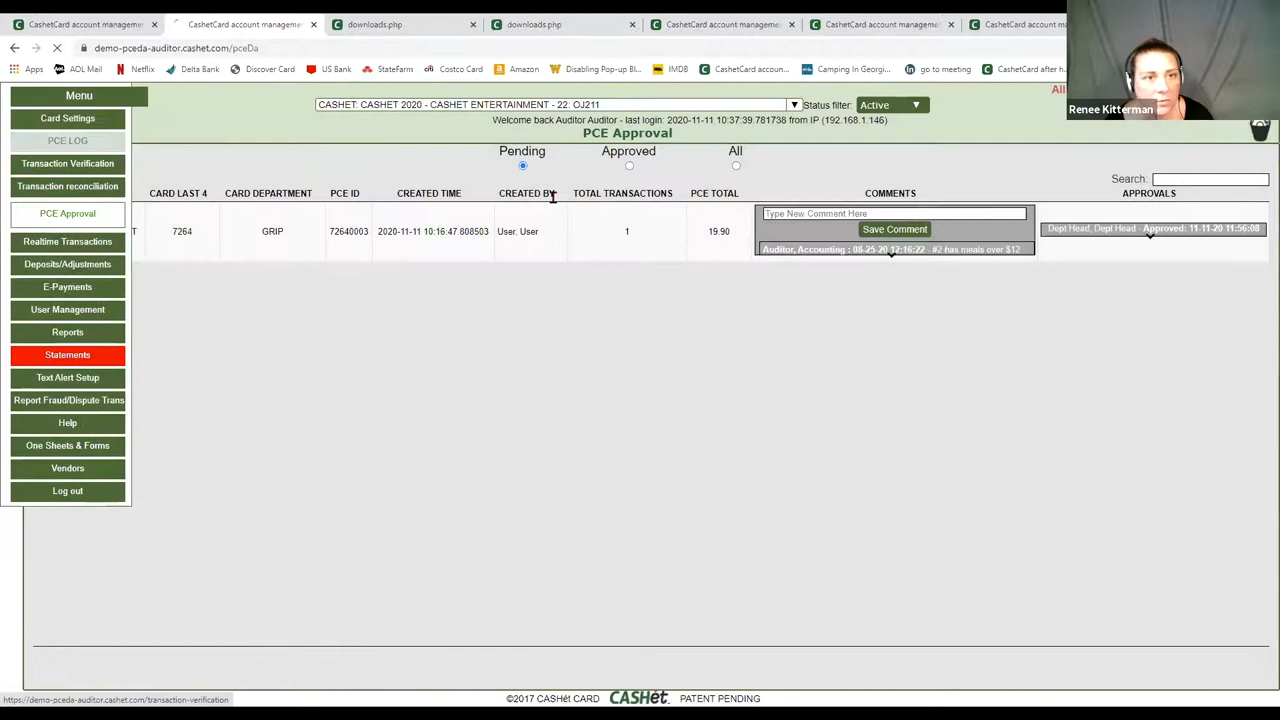 CashetCard account managemen
CashetCard account managemen
downloads.php
downloads.php
CashetCard account managemen
CashetCard account managemen
CashetCard account man
demo-pceda-auditor.cashet.com/pceDa
Apps AOL Mail Netflix Delta Bank Discover Card US Bank StateFarm Costco Card Amazon Disabling Pop-up Bl... IMDB CashetCard accoun... Camping In Georgi... go to meeting CashetCard after h
Renee Kitterman
All
Menu
Card Settings
PCE LOG
Transaction Verification
Transaction reconciliation
PCE Approval
Realtime Transactions
Deposits/Adjustments
E-Payments
User Management
Reports
Statements
Text Alert Setup
Report Fraud/Dispute Trans
Help
One Sheets & Forms
Vendors
Log out
CASHET: CASHET 2020 - CASHET ENTERTAINMENT - 22: OJ211
Status filter: Active
Welcome back Auditor Auditor - last login: 2020-11-11 10:37:39.781738 from IP (192.168.1.146)
PCE Approval
Pending Approved All
Search:
CARD LAST 4 CARD DEPARTMENT PCE ID CREATED TIME CREATED BY TOTAL TRANSACTIONS PCE TOTAL COMMENTS APPROVALS
T 7264 GRIP 72640003 2020-11-11 10:16:47.808503 User, User 1 19.90
Type New Comment Here
Save Comment
Auditor, Accounting : 08-25-20 12:16:22 - #2 has meals over $12
Dept Head, Dept Head - Approved: 11-11-20 11:56:08
https://demo-pceda-auditor.cashet.com/transaction-verification
©2017 CASHét CARD CASHét PATENT PENDING